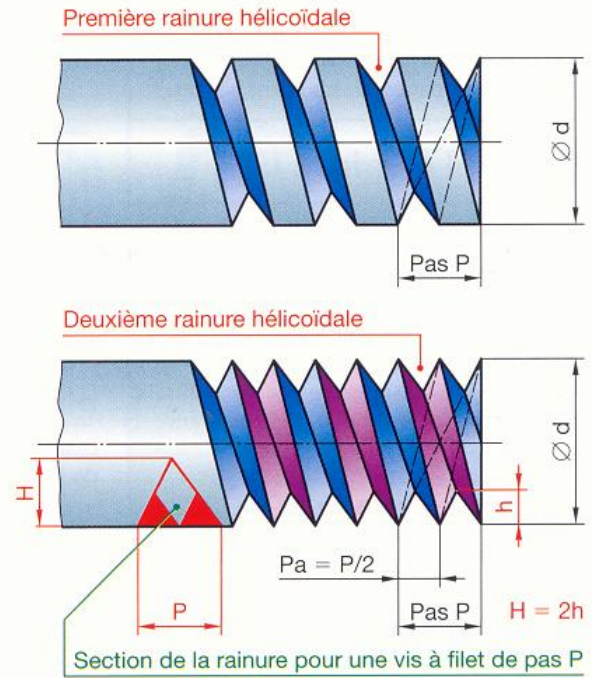 Première rainure hélicoïdale
Ø d
Pas P
Deuxième rainure hélicoïdale
H
Ø d
h
Pa = P/2
P
Pas P
H = 2h
Section de la rainure pour une vis à filet de pas P